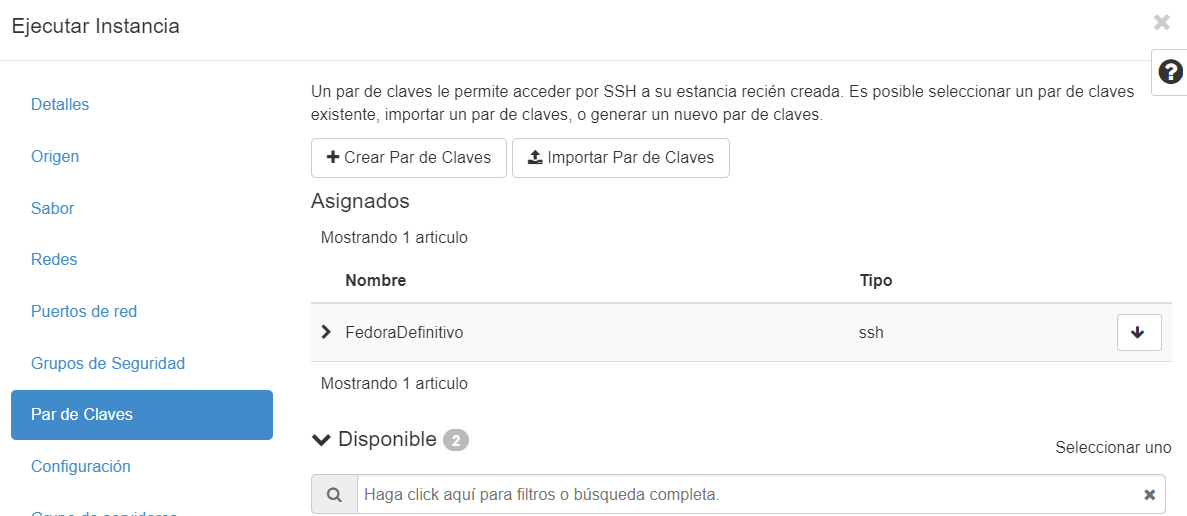 Ejecutar Instancia
Detalles
Origen
Sabor
Redes
Puertos de red
Grupos de Seguridad
Par de Claves
Configuración
Grupo de servidores
Un par de claves le permite acceder por SSH a su estancia recién creada. Es posible seleccionar un par de claves
existente, importar un par de claves, o generar un nuevo par de claves.
Crear Par de Claves
Importar Par de Claves
Asignados
Mostrando 1 articulo
Nombre Tipo
FedoraDefinitivo ssh
Mostrando 1 articulo
Disponible 2
Seleccionar uno
Haga click aquí para filtros o búsqueda completa.